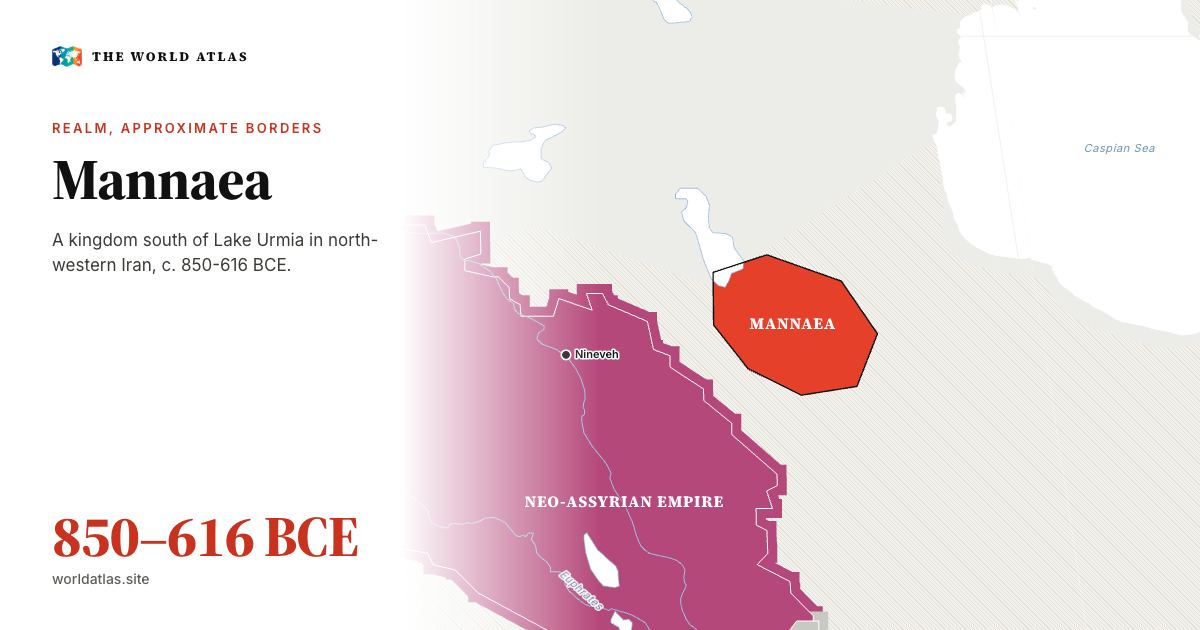 THE WORLD ATLAS
REALM, APPROXIMATE BORDERS
Mannaea
A kingdom south of Lake Urmia in north-
western Iran, c. 850-616 BCE.
850–616 BCE
worldatlas.site
Caspian Sea
MANNAEA
Nineveh
NEO-ASSYRIAN EMPIRE
Euphrates